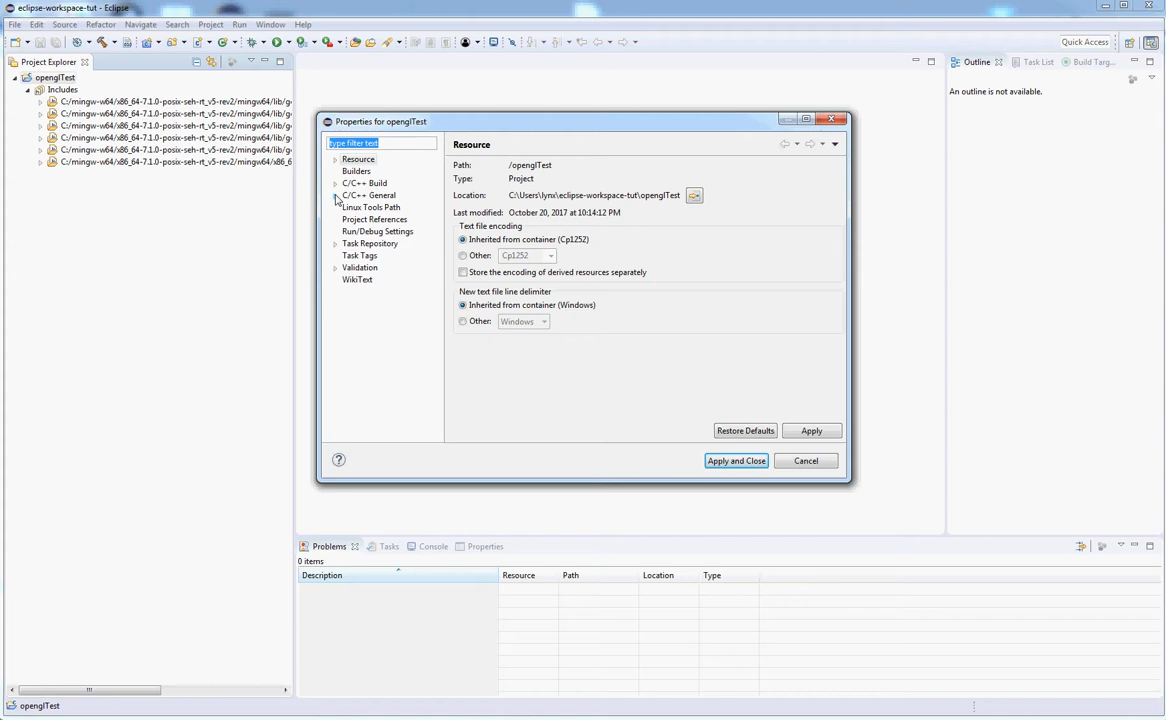 eclipse-workspace-tut - Eclipse
File Edit Source Refactor Navigate Search Project Run Window Help
Quick Access
Project Explorer
openglTest
Includes
C:/mingw-w64/x86_64-7.1.0-posix-seh-rt_v5-rev2/mingw64/lib/g
C:/mingw-w64/x86_64-7.1.0-posix-seh-rt_v5-rev2/mingw64/lib/g
C:/mingw-w64/x86_64-7.1.0-posix-seh-rt_v5-rev2/mingw64/lib/g
C:/mingw-w64/x86_64-7.1.0-posix-seh-rt_v5-rev2/mingw64/lib/g
C:/mingw-w64/x86_64-7.1.0-posix-seh-rt_v5-rev2/mingw64/lib/g
C:/mingw-w64/x86_64-7.1.0-posix-seh-rt_v5-rev2/mingw64/x86_6
Properties for openglTest
type filter text
Resource
Builders
C/C++ Build
C/C++ General
Linux Tools Path
Project References
Run/Debug Settings
Task Repository
Task Tags
Validation
WikiText
Resource
Path: /openglTest
Type: Project
Location: C:\Users\lynx\eclipse-workspace-tut\openglTest
Last modified: October 20, 2017 at 10:14:12 PM
Text file encoding
Inherited from container (Cp1252)
Other: Cp1252
Store the encoding of derived resources separately
New text file line delimiter
Inherited from container (Windows)
Other: Windows
Restore Defaults Apply
Apply and Close Cancel
Outline Task List Build Targ...
An outline is not available.
Problems Tasks Console Properties
0 items
Description Resource Path Location Type
openglTest